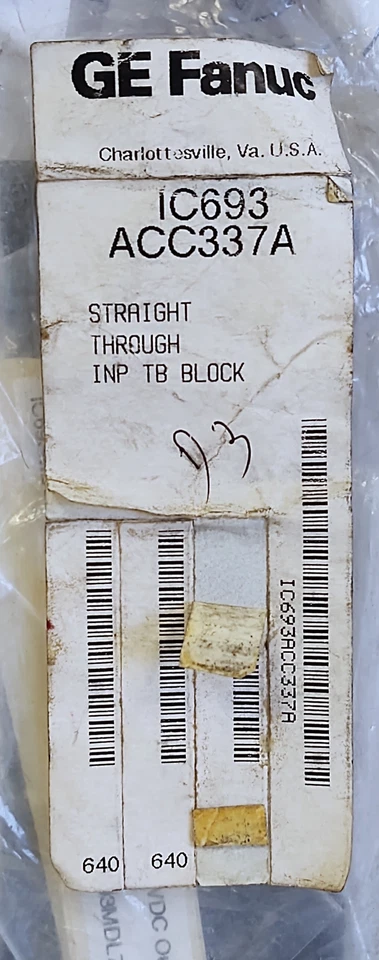 GE Fanuc
Charlottesville, Va. U.S.A.
IC693
ACC337A
STRAIGHT
THROUGH
INP TB BLOCK
IC693ACC337A
640
640